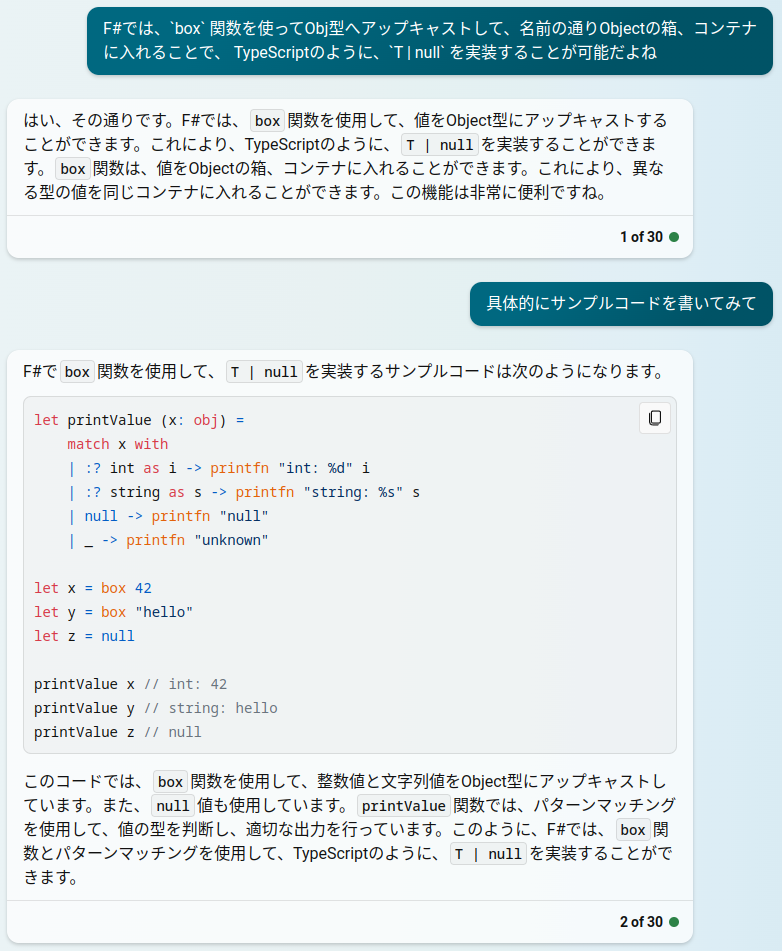 F#では、`box` 関数を使ってObj型へアップキャストして、名前の通りObjectの箱、コンテナ
に入れることで、 TypeScriptのように、`T | null` を実装することが可能だよね
はい、その通りです。F#では、 box 関数を使用して、値をObject型にアップキャストする
ことができます。これにより、TypeScriptのように、 T | null を実装することができま
す。 box 関数は、値をObjectの箱、コンテナに入れることができます。これにより、異な
る型の値を同じコンテナに入れることができます。この機能は非常に便利ですね。
1 of 30
具体的にサンプルコードを書いてみて
F#で box 関数を使用して、 T | null を実装するサンプルコードは次のようになります。
let printValue (x: obj) =
    match x with
    | :? int as i -> printfn "int: %d" i
    | :? string as s -> printfn "string: %s" s
    | null -> printfn "null"
    | _ -> printfn "unknown"
let x = box 42
let y = box "hello"
let z = null
printValue x // int: 42
printValue y // string: hello
printValue z // null
このコードでは、 box 関数を使用して、整数値と文字列値をObject型にアップキャストし
ています。また、 null 値も使用しています。 printValue 関数では、パターンマッチング
を使用して、値の型を判断し、適切な出力を行っています。このように、F#では、 box 関
数とパターンマッチングを使用して、TypeScriptのように、 T | null を実装することがで
きます。
2 of 30